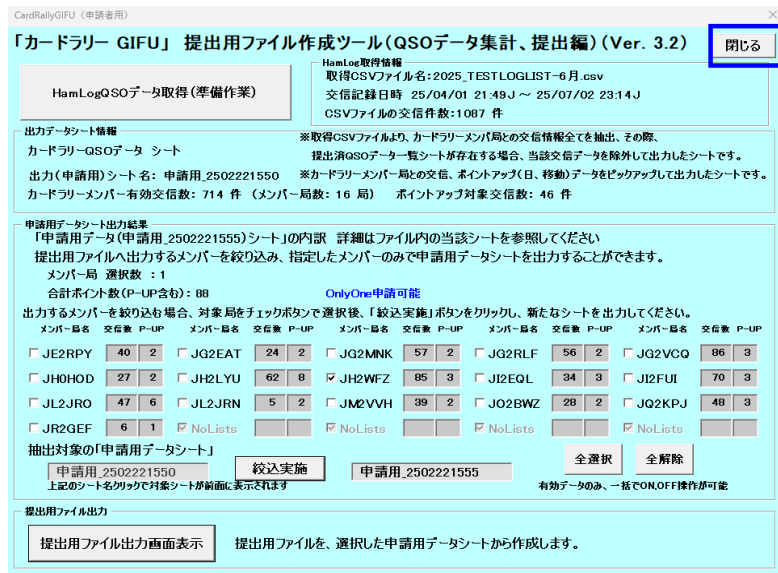 CardRallyGIFU（申請者用）
「カードラリー GIFU」 提出用ファイル作成ツール(QSOデータ集計、提出編) (Ver. 3.2)
閉じる
HamLogQSOデータ取得(準備作業)
HamLog取得情報
取得CSVファイル名:2025_TESTLOGLIST-6月.csv
交信記録日時 25/04/01 21:49J ～ 25/07/02 23:14J
CSVファイルの交信件数:1087 件
出力データシート情報
カードラリーQSOデータ シート
※取得CSVファイルより、カードラリーメンバ局との交信情報全てを抽出、その際、
提出済QSOデータ一覧シートが存在する場合、当該交信データを除外して出力したシートです。
出力(申請用)シート名: 申請用_2502221550
※カードラリーメンバー局との交信、ポイントアップ(日、移動)データをピックアップして出力したシートです。
カードラリーメンバー有効交信数: 714 件 (メンバー局数: 16 局) ポイントアップ対象交信数: 46 件
申請用データシート出力結果
「申請用データ(申請用_2502221555)シート」の内訳 詳細はファイル内の当該シートを参照してください
提出用ファイルへ出力するメンバーを絞り込み、指定したメンバーのみで申請用データシートを出力することができます。
メンバー局 選択数 :1
合計ポイント数(P-UP含む): 88 OnlyOne申請可能
出力するメンバーを絞り込む場合、対象局をチェックボタンで選択後、「絞込実施」ボタンをクリックし、新たなシートを出力してください。
メンバー局名 交信数 P-UP メンバー局名 交信数 P-UP メンバー局名 交信数 P-UP メンバー局名 交信数 P-UP メンバー局名 交信数 P-UP
JE2RPY 40 2 JG2EAT 24 2 JG2MNK 57 2 JG2RLF 56 2 JG2VCQ 86 3
JH0HOD 27 2 JH2LYU 62 8 JH2WFZ 85 3 JI2EQL 34 3 JI2FUI 70 3
JL2JRO 47 6 JL2JRN 5 2 JM2VVH 39 2 JO2BWZ 28 2 JQ2KPJ 48 3
JR2GEF 6 1 NoLists NoLists NoLists NoLists
抽出対象の「申請用データシート」
申請用_2502221550 絞込実施 申請用_2502221555 全選択 全解除
上記のシート名クリックで対象シートが前面に表示されます
有効データのみ、一括でON,OFF操作が可能
提出用ファイル出力
提出用ファイル出力画面表示 提出用ファイルを、選択した申請用データシートから作成します。